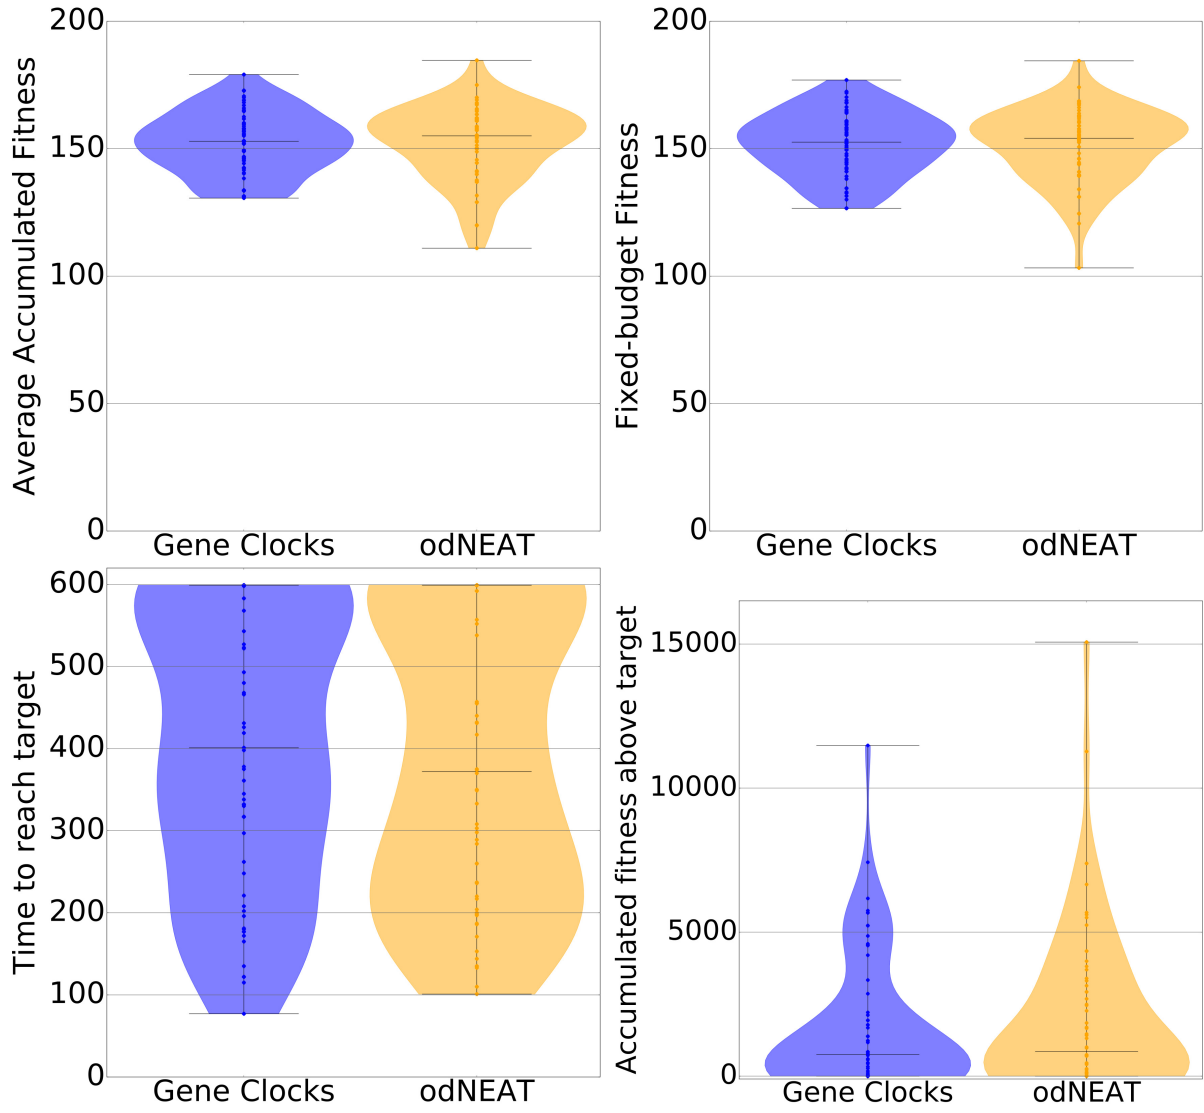 Average Accumulated Fitness
200
150
100
50
0
Gene Clocks
odNEAT
Fixed-budget Fitness
200
150
100
50
0
Gene Clocks
odNEAT
Time to reach target
600
500
400
300
200
100
0
Gene Clocks
odNEAT
Accumulated fitness above target
15000
10000
5000
0
Gene Clocks
odNEAT